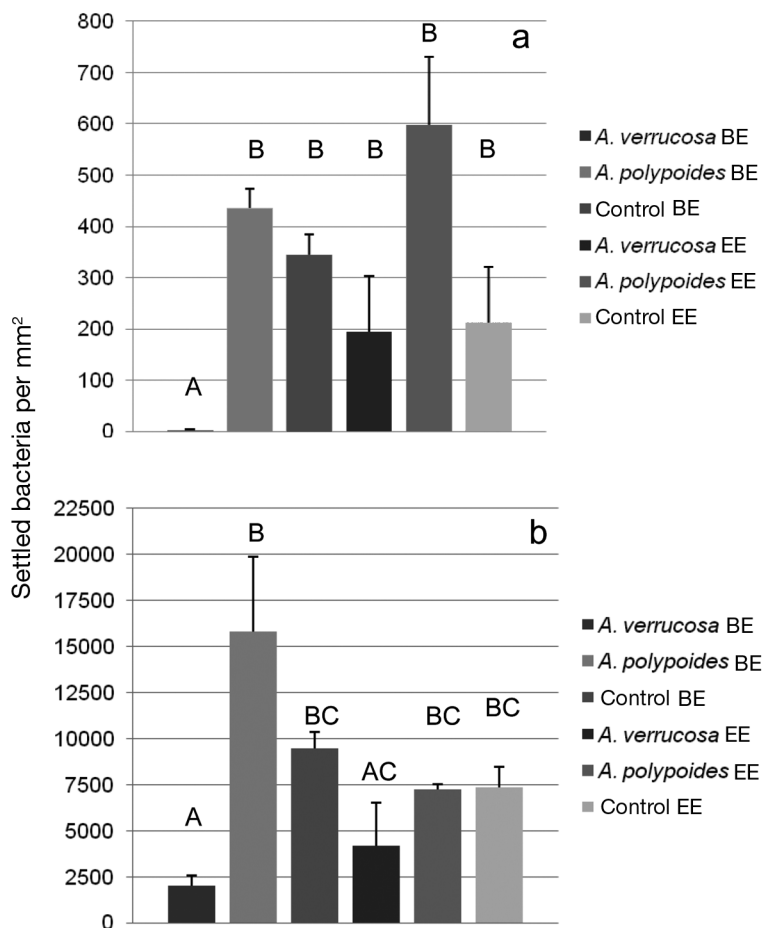 Settled bacteria per mm²
a
800
700
600
500
400
300
200
100
0
A
B
B
B
B
B
A. verrucosa BE
A. polypoides BE
Control BE
A. verrucosa EE
A. polypoides EE
Control EE
b
22500
20000
17500
15000
12500
10000
7500
5000
2500
0
A
B
BC
AC
BC
BC
A. verrucosa BE
A. polypoides BE
Control BE
A. verrucosa EE
A. polypoides EE
Control EE